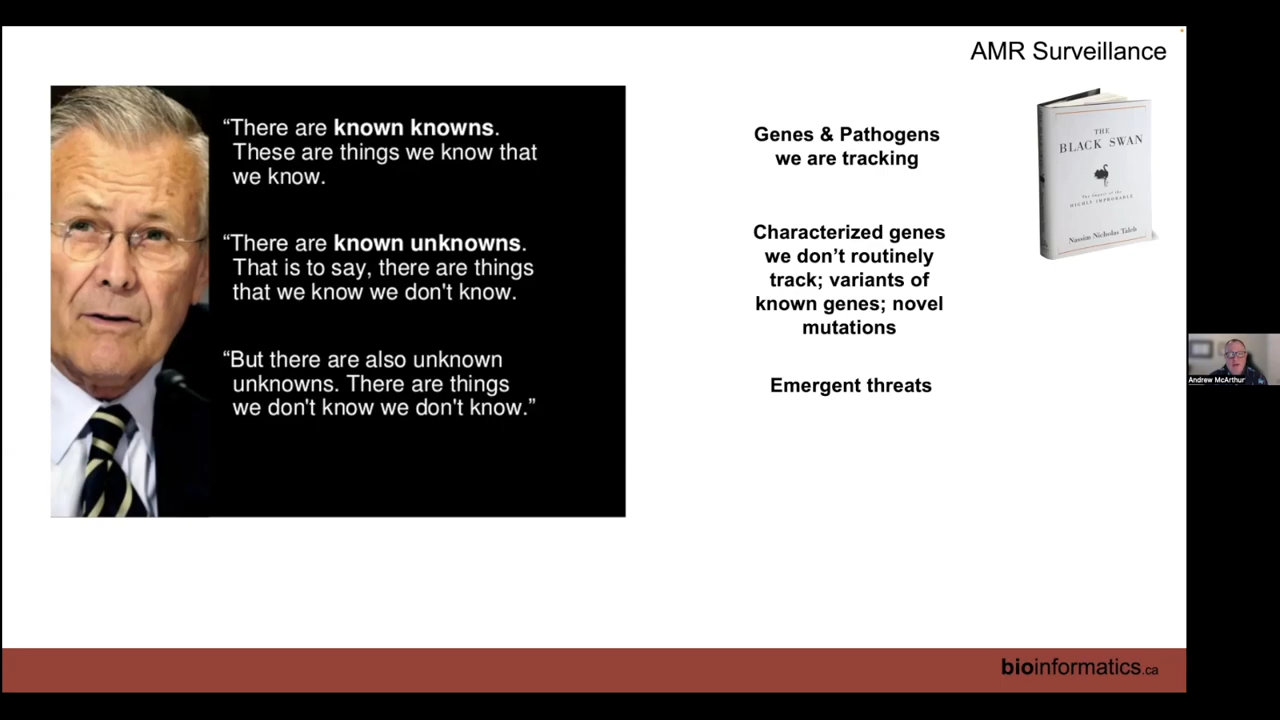 AMR Surveillance
“There are known knowns.
These are things we know that
we know.
“There are known unknowns.
That is to say, there are things
that we know we don't know.
“But there are also unknown
unknowns. There are things
we don't know we don't know.”
Genes & Pathogens
we are tracking
Characterized genes
we don’t routinely
track; variants of
known genes; novel
mutations
Emergent threats
THE
BLACK SWAN
The Impact of the
HIGHLY IMPROBABLE
Nassim Nicholas Taleb
Andrew McArthur
bioinformatics.ca